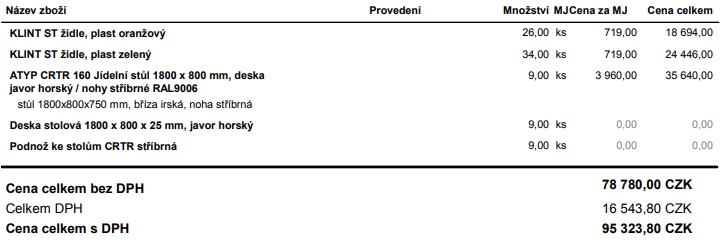 Název zboží Provedení Množství MJ Cena za MJ Cena celkem
KLINT ST židle, plast oranžový 26,00 ks 719,00 18 694,00
KLINT ST židle, plast zelený 34,00 ks 719,00 24 446,00
ATYP CRTR 160 Jídelní stůl 1800 x 800 mm, deska 9,00 ks 3 960,00 35 640,00
javor horský / nohy stříbrné RAL9006
stůl 1800x800x750 mm, bříza irská, noha stříbrná
Deska stolová 1800 x 800 x 25 mm, javor horský 9,00 ks 0,00 0,00
Podnož ke stolům CRTR stříbrná 9,00 ks 0,00 0,00
Cena celkem bez DPH 78 780,00 CZK
Celkem DPH 16 543,80 CZK
Cena celkem s DPH 95 323,80 CZK